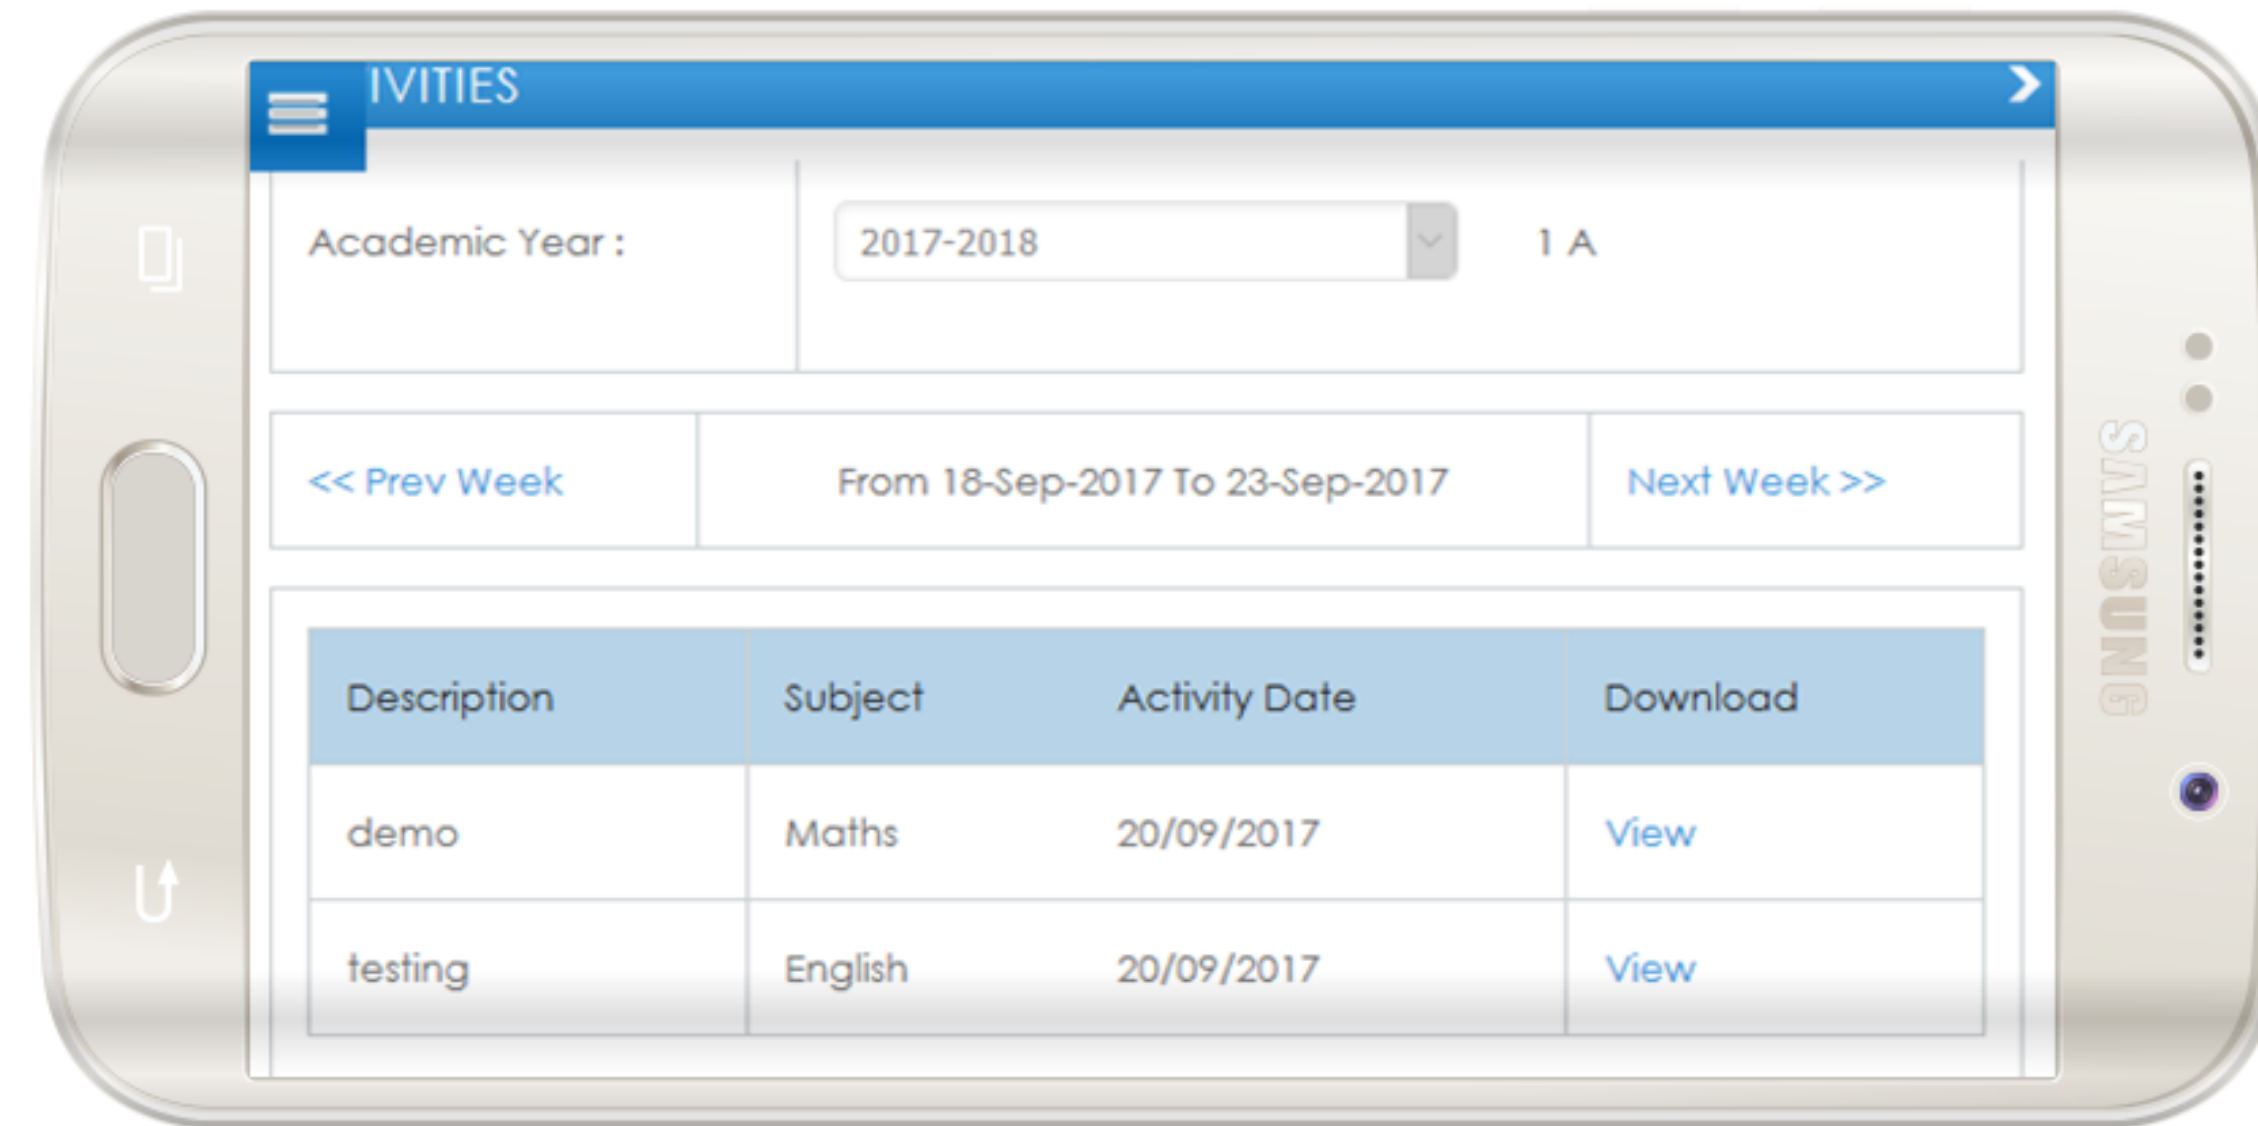 IVITIES
Academic Year : 2017-2018 1 A
<< Prev Week From 18-Sep-2017 To 23-Sep-2017 Next Week >>
Description Subject Activity Date Download
demo Maths 20/09/2017 View
testing English 20/09/2017 View
SAMSUNG